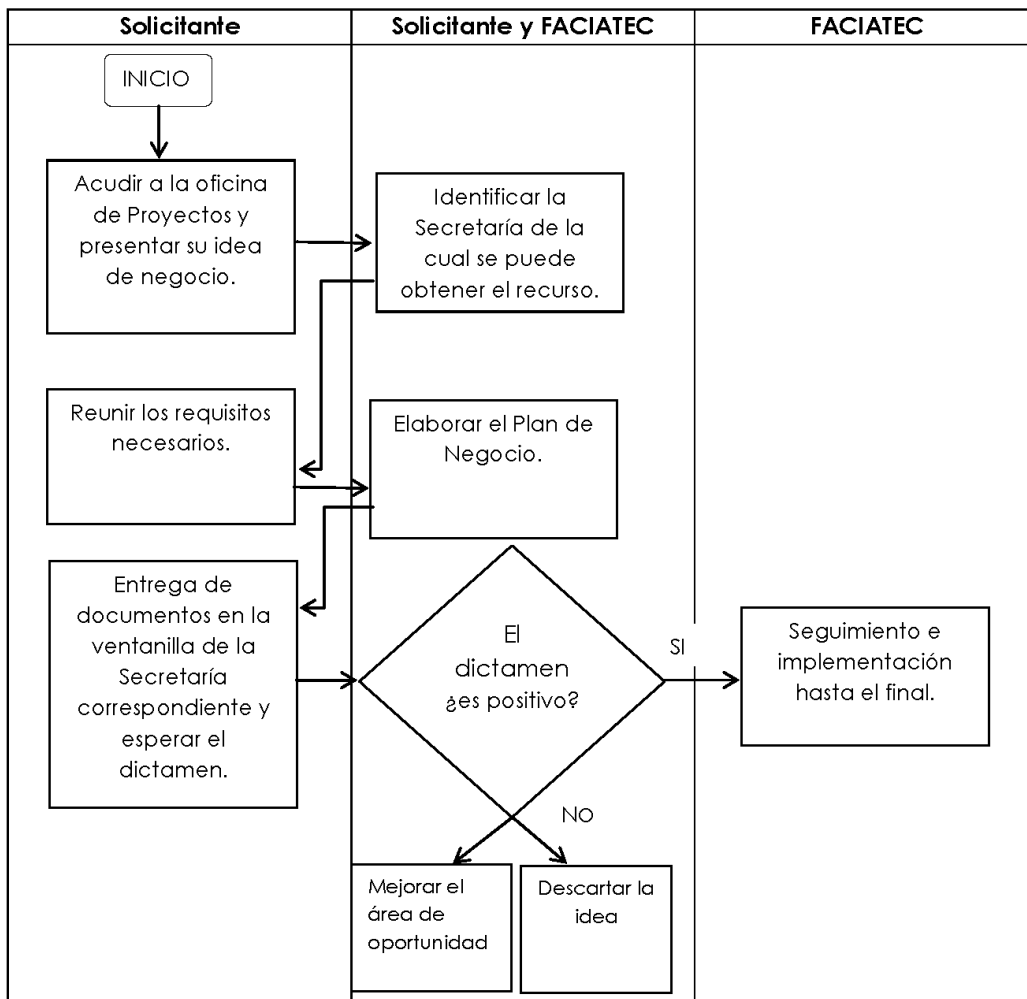 Solicitante
Solicitante y FACIATEC
FACIATEC
INICIO
Acudir a la oficina
de Proyectos y
presentar su idea
de negocio.
Identificar la
Secretaría de la
cual se puede
obtener el recurso.
Reunir los requisitos
necesarios.
Elaborar el Plan de
Negocio.
Entrega de
documentos en la
ventanilla de la
Secretaría
correspondiente y
esperar el
dictamen.
El
dictamen
¿es positivo?
SI
Seguimiento e
implementación
hasta el final.
NO
Mejorar el
área de
oportunidad
Descartar la
idea